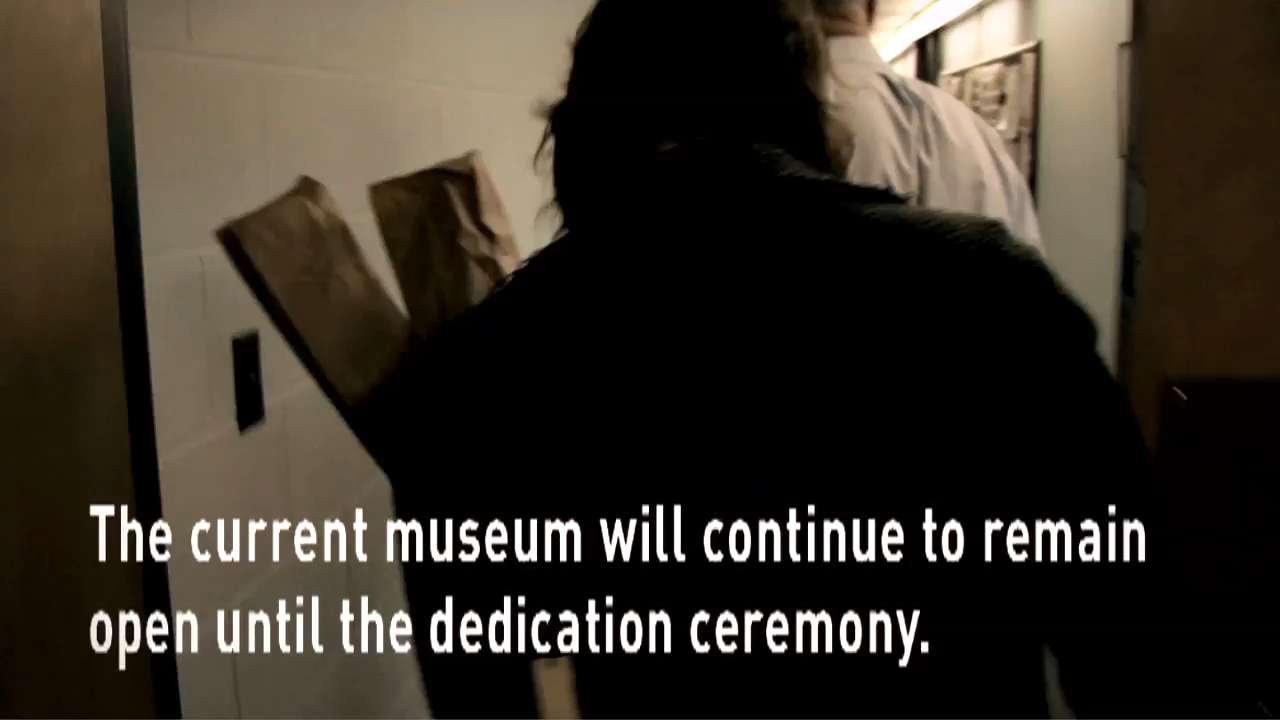 The current museum will continue to remain
open until the dedication ceremony.